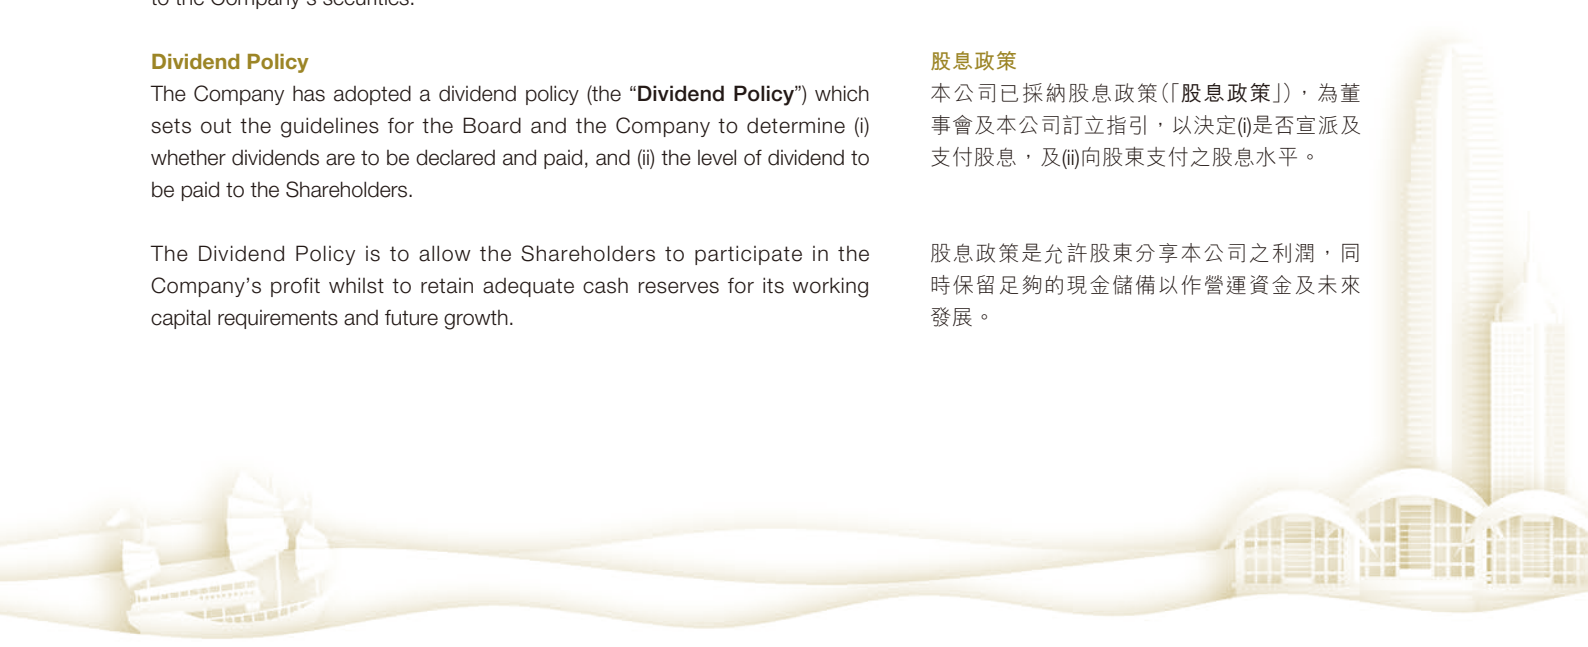 to the Company's securities.
Dividend Policy
The Company has adopted a dividend policy (the “Dividend Policy”) which
sets out the guidelines for the Board and the Company to determine (i)
whether dividends are to be declared and paid, and (ii) the level of dividend to
be paid to the Shareholders.
The Dividend Policy is to allow the Shareholders to participate in the
Company’s profit whilst to retain adequate cash reserves for its working
capital requirements and future growth.
股息政策
本公司已採納股息政策(「股息政策」)，為董
事會及本公司訂立指引，以決定(i)是否宣派及
支付股息，及(ii)向股東支付之股息水平。
股息政策是允許股東分享本公司之利潤，同
時保留足夠的現金儲備以作營運資金及未來
發展。